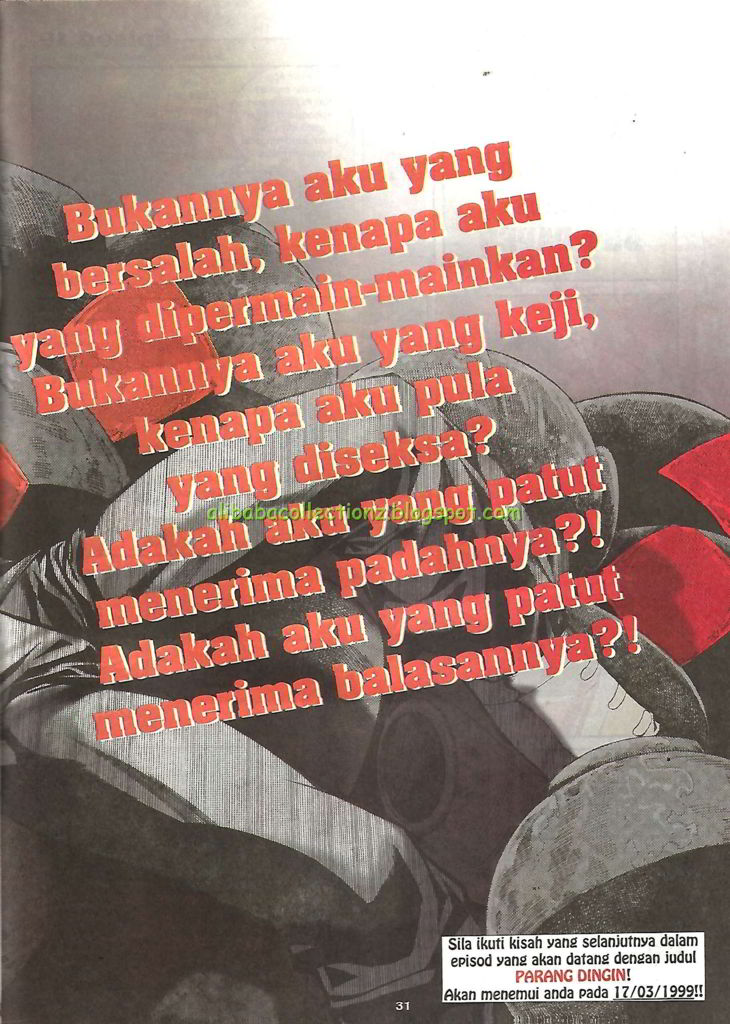 Bukannya aku yang
bersalah, kenapa aku
yang dipermain-mainkan?
Bukannya aku yang keji,
kenapa aku pula
yang diseksa?
alibabacollectionz.blogspot.com
Adakah aku yang patut
menerima padahnya?!
Adakah aku yang patut
menerima balasannya?!
Sila ikuti kisah yang selanjutnya dalam
episod yang akan datang dengan judul
PARANG DINGIN!
Akan menemui anda pada 17/03/1999!!
31